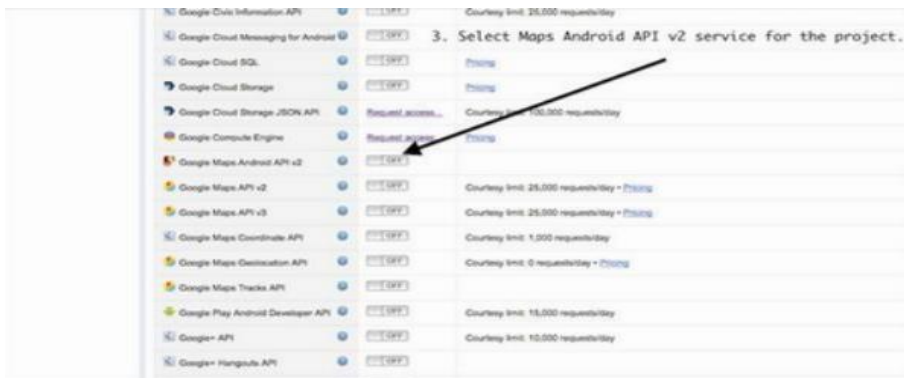 Google Civic Information API OFF Courtesy limit: 25,000 requests/day
Google Cloud Messaging for Android OFF 3. Select Maps Android API v2 service for the project.
Google Cloud SQL OFF Pricing
Google Cloud Storage OFF Pricing
Google Cloud Storage JSON API Request access... Courtesy limit: 100,000 requests/day
Google Compute Engine Request access... Pricing
Google Maps Android API v2 OFF
Google Maps API v2 OFF Courtesy limit: 25,000 requests/day • Pricing
Google Maps API v3 OFF Courtesy limit: 25,000 requests/day • Pricing
Google Maps Coordinate API OFF Courtesy limit: 1,000 requests/day
Google Maps Geolocation API OFF Courtesy limit: 0 requests/day • Pricing
Google Maps Tracks API OFF
Google Play Android Developer API OFF Courtesy limit: 15,000 requests/day
Google+ API OFF Courtesy limit: 10,000 requests/day
Google+ Hangouts API OFF